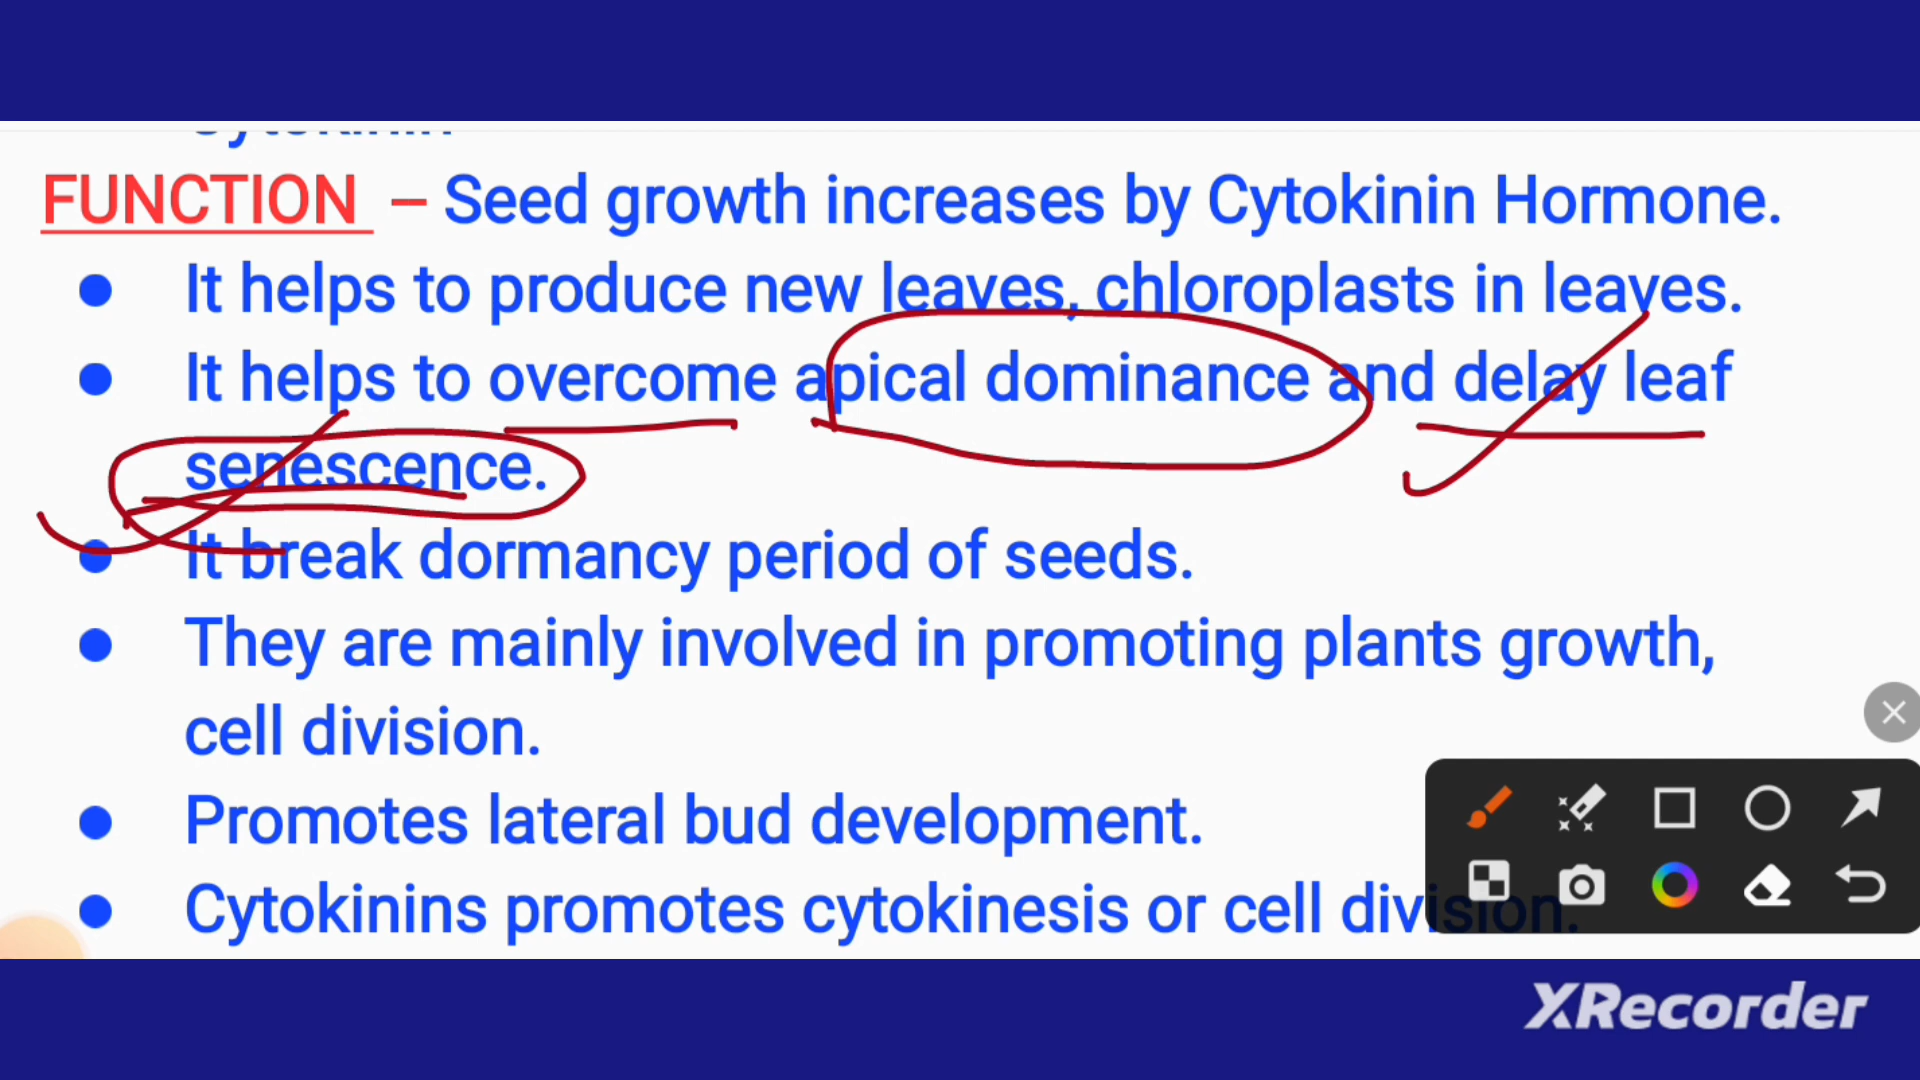 Cytokinin
FUNCTION – Seed growth increases by Cytokinin Hormone.
● It helps to produce new leaves, chloroplasts in leaves.
● It helps to overcome apical dominance and delay leaf
senescence.
● It break dormancy period of seeds.
● They are mainly involved in promoting plants growth,
cell division.
● Promotes lateral bud development.
● Cytokinins promotes cytokinesis or cell division.
XRecorder